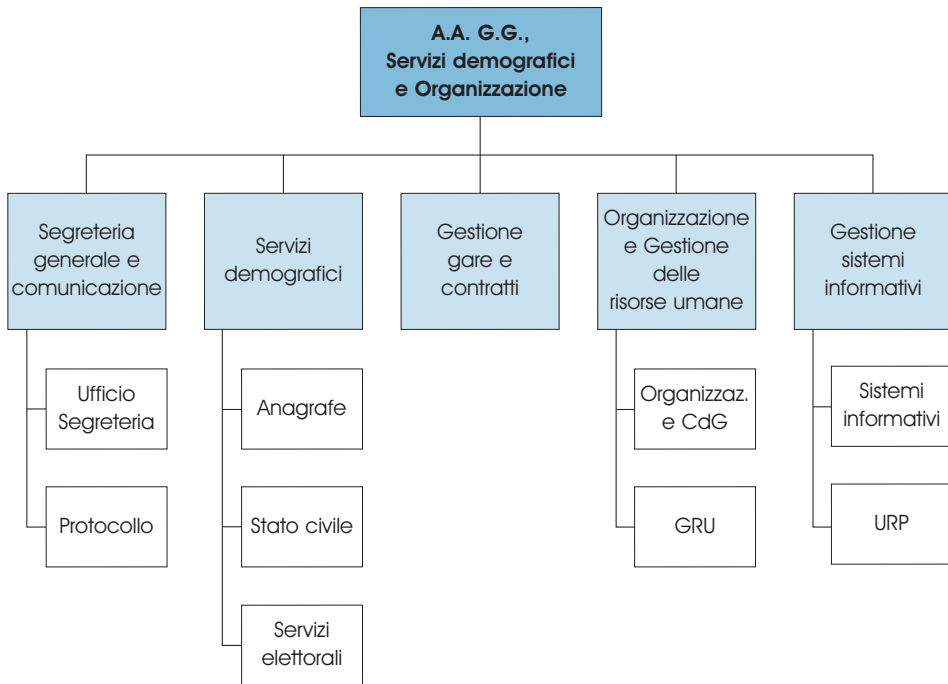 A.A. G.G.,
Servizi demografici
e Organizzazione
Segreteria
generale e
comunicazione
Servizi
demografici
Gestione
gare e
contratti
Organizzazione
e Gestione
delle
risorse umane
Gestione
sistemi
informativi
Ufficio
Segreteria
Anagrafe
Organizzaz.
e CdG
Sistemi
informativi
Protocollo
Stato civile
GRU
URP
Servizi
elettorali